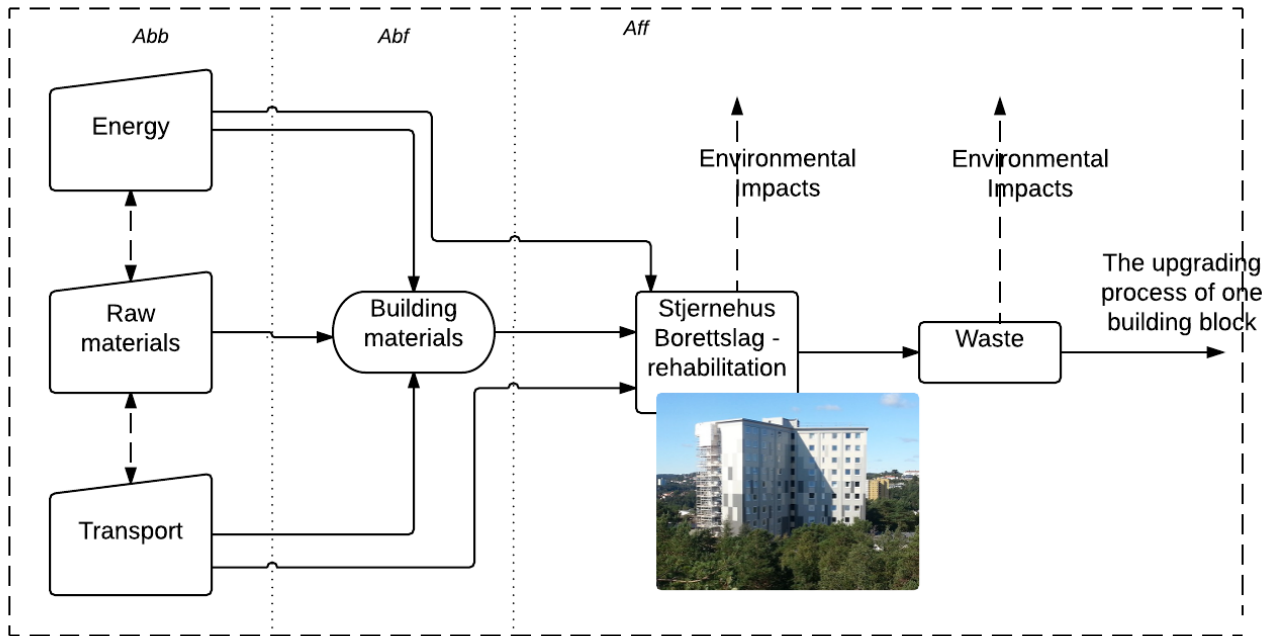 Abb
Abf
Aff
Energy
Environmental
Impacts
Environmental
Impacts
The upgrading
process of one
building block
Raw
materials
Building
materials
Stjernehus
Borettslag -
rehabilitation
Waste
Transport